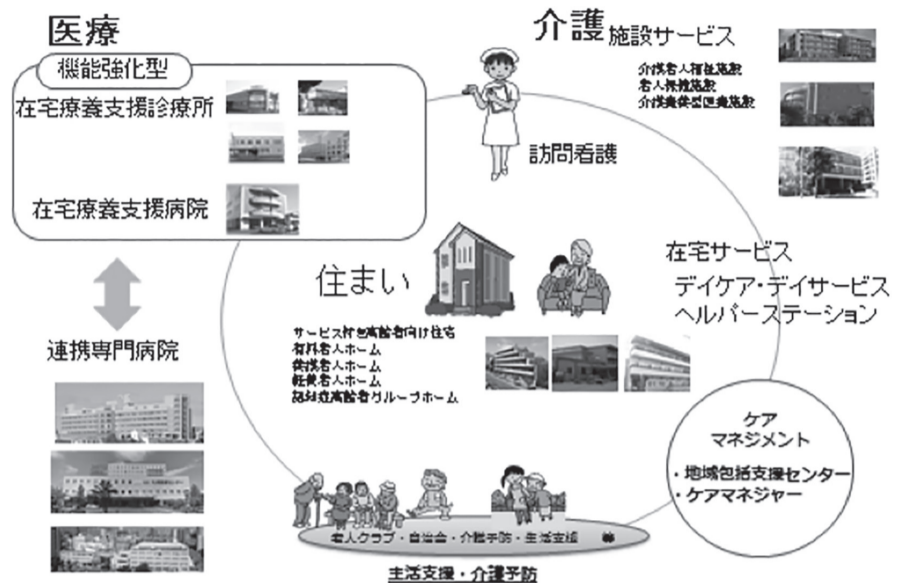 医療
機能強化型
在宅療養支援診療所
在宅療養支援病院
連携専門病院
介護
施設サービス
介護老人福祉施設
老人保健施設
介護療養型医療施設
訪問看護
在宅サービス
デイケア・デイサービス
ヘルパーステーション
住まい
サービス付き高齢者向け住宅
有料老人ホーム
養護老人ホーム
軽費老人ホーム
認知症高齢者グループホーム
ケア
マネジメント
・地域包括支援センター
・ケアマネジャー
老人クラブ・自治会・介護予防・生活支援 等
生活支援・介護予防